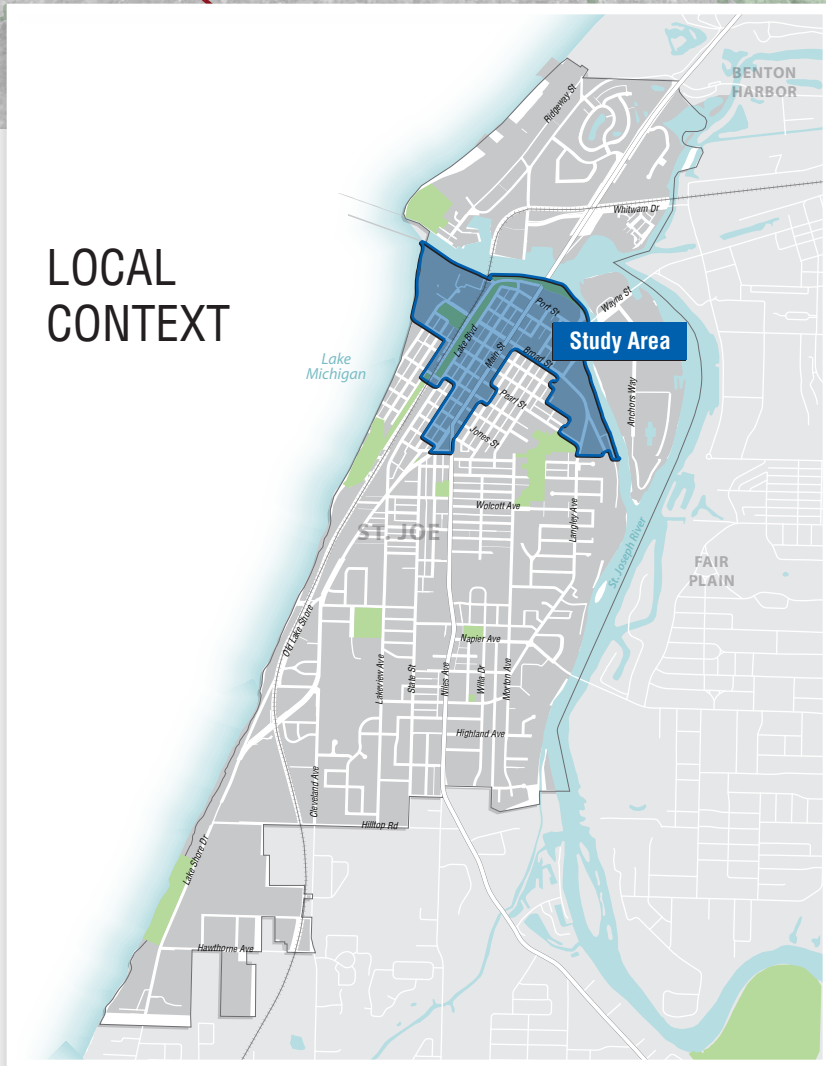 BENTON
HARBOR
Ridgeway St
Whitwam Dr
LOCAL
CONTEXT
Port St
Wayne St
Study Area
Lake Blvd
Main St
Broad St
Lake
Michigan
Pearl St
Anchors Way
Jones St
Wolcott Ave
Langley Ave
ST. JOE
St. Joseph River
FAIR
PLAIN
Old Lake Shore
Napier Ave
Lakeview Ave
State St
Niles Ave
Willa Dr
Morton Ave
Highland Ave
Cleveland Ave
Hilltop Rd
Lake Shore Dr
Hawthorne Ave